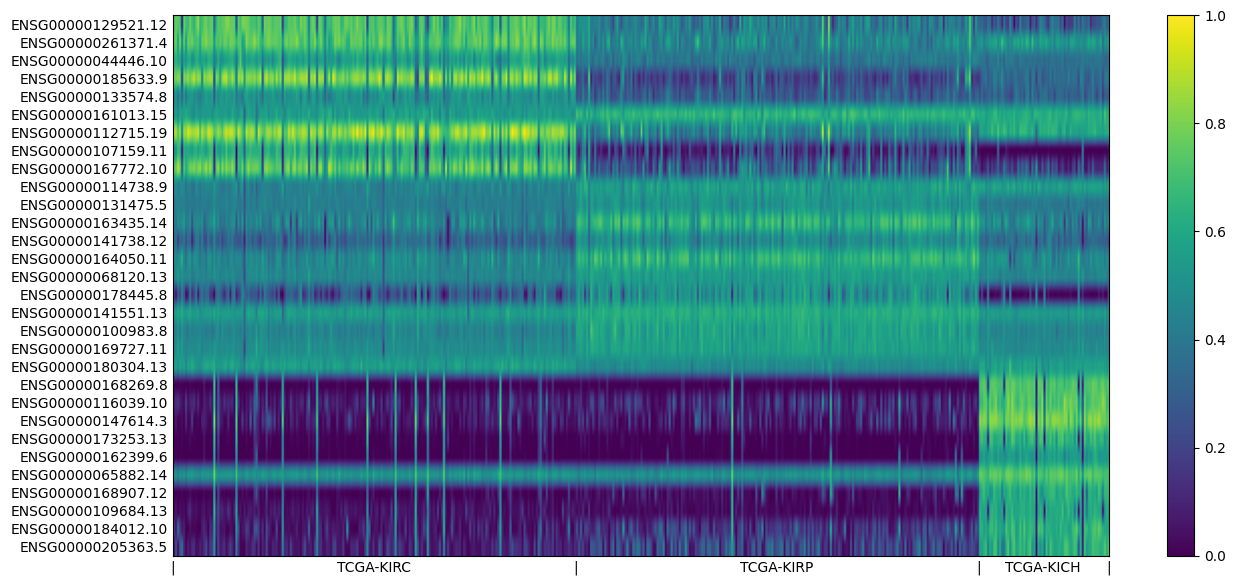 ENSG00000129521.12
ENSG00000261371.4
ENSG00000044446.10
ENSG00000185633.9
ENSG00000133574.8
ENSG00000161013.15
ENSG00000112715.19
ENSG00000107159.11
ENSG00000167772.10
ENSG00000114738.9
ENSG00000131475.5
ENSG00000163435.14
ENSG00000141738.12
ENSG00000164050.11
ENSG00000068120.13
ENSG00000178445.8
ENSG00000141551.13
ENSG00000100983.8
ENSG00000169727.11
ENSG00000180304.13
ENSG00000168269.8
ENSG00000116039.10
ENSG00000147614.3
ENSG00000173253.13
ENSG00000162399.6
ENSG00000065882.14
ENSG00000168907.12
ENSG00000109684.13
ENSG00000184012.10
ENSG00000205363.5
| TCGA-KIRC | TCGA-KIRP | TCGA-KICH |
1.0
0.8
0.6
0.4
0.2
0.0